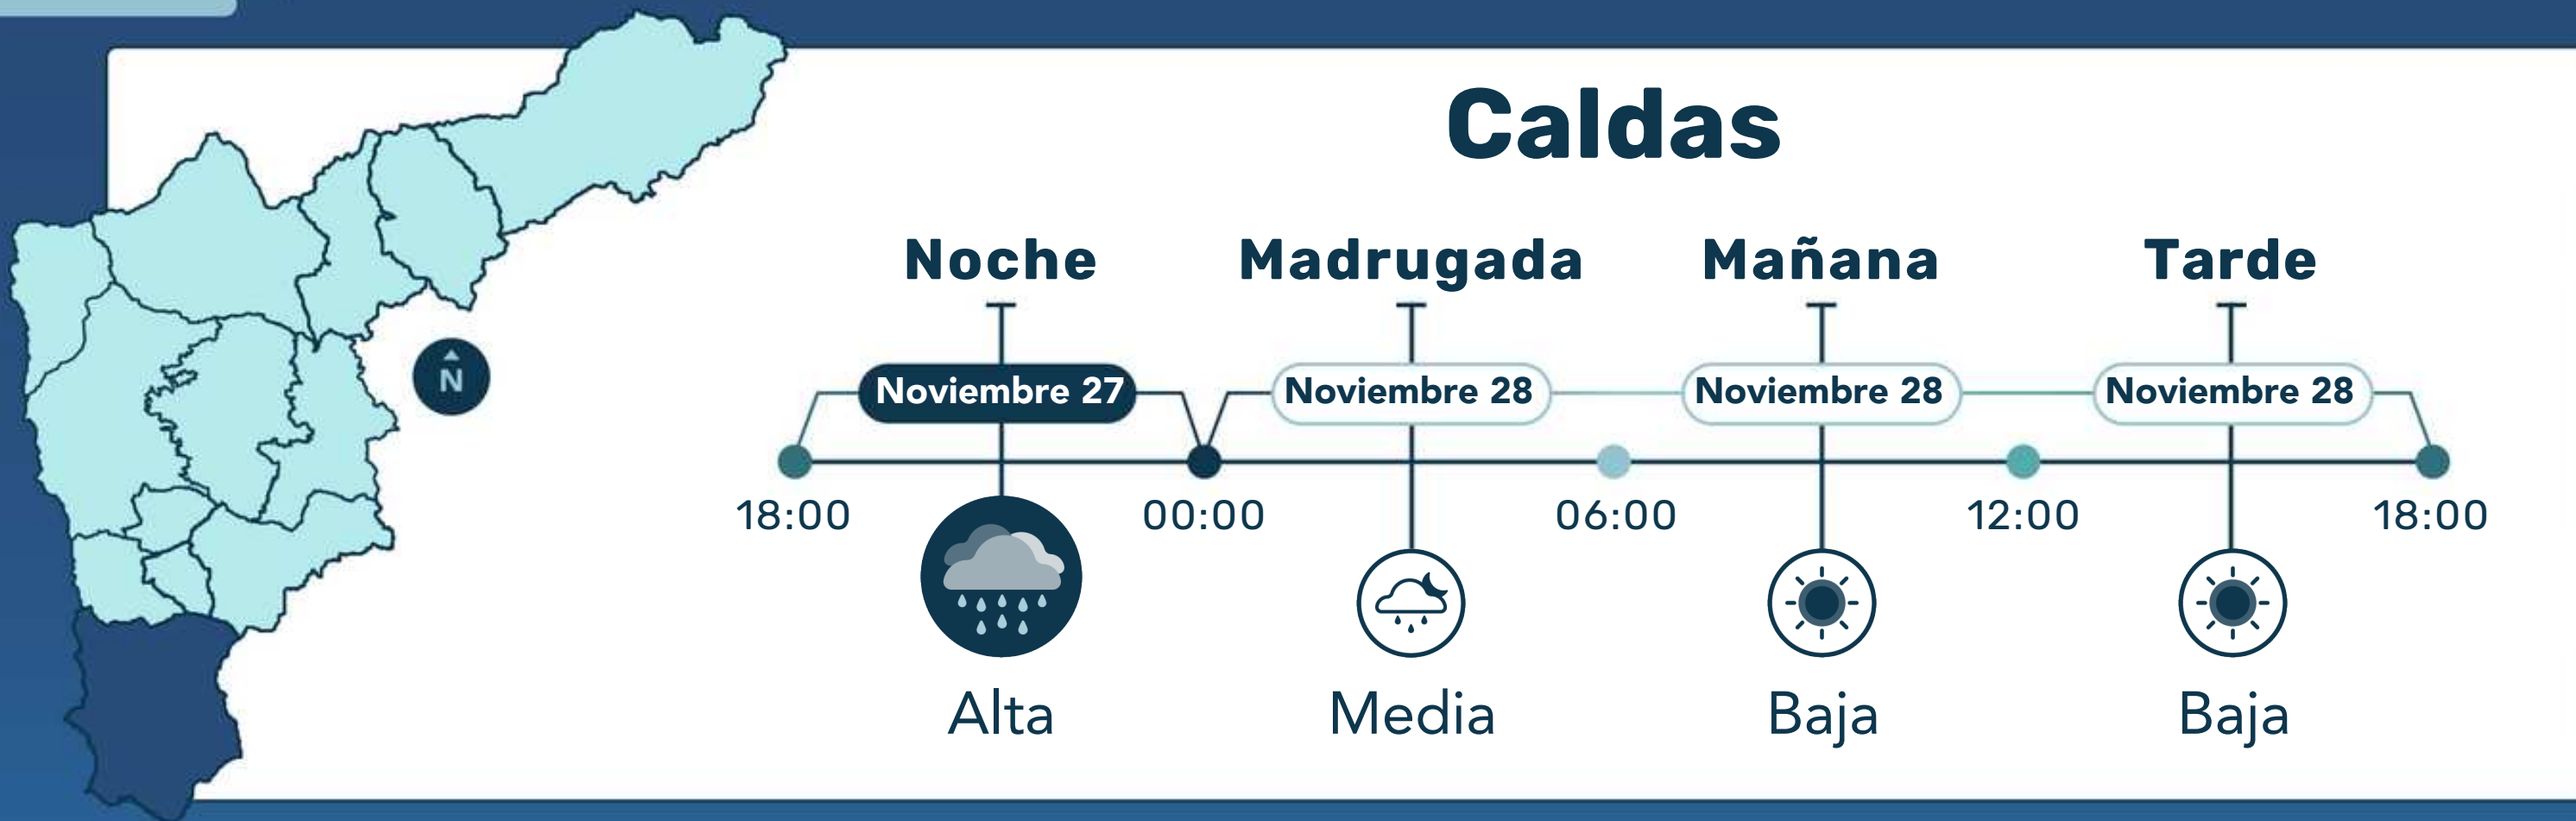 Caldas
Noche Madrugada Mañana Tarde
N
Noviembre 27 Noviembre 28 Noviembre 28 Noviembre 28
18:00 00:00 06:00 12:00 18:00
Alta Media Baja Baja